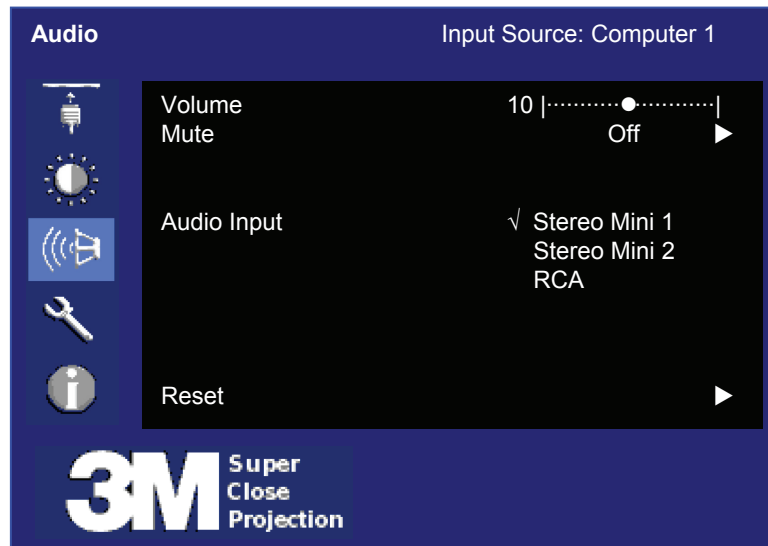 Audio Input Source: Computer 1
Volume 10 |···········●············|
Mute Off ▶
Audio Input √ Stereo Mini 1
Stereo Mini 2
RCA
Reset ▶
i
3M Super
Close
Projection